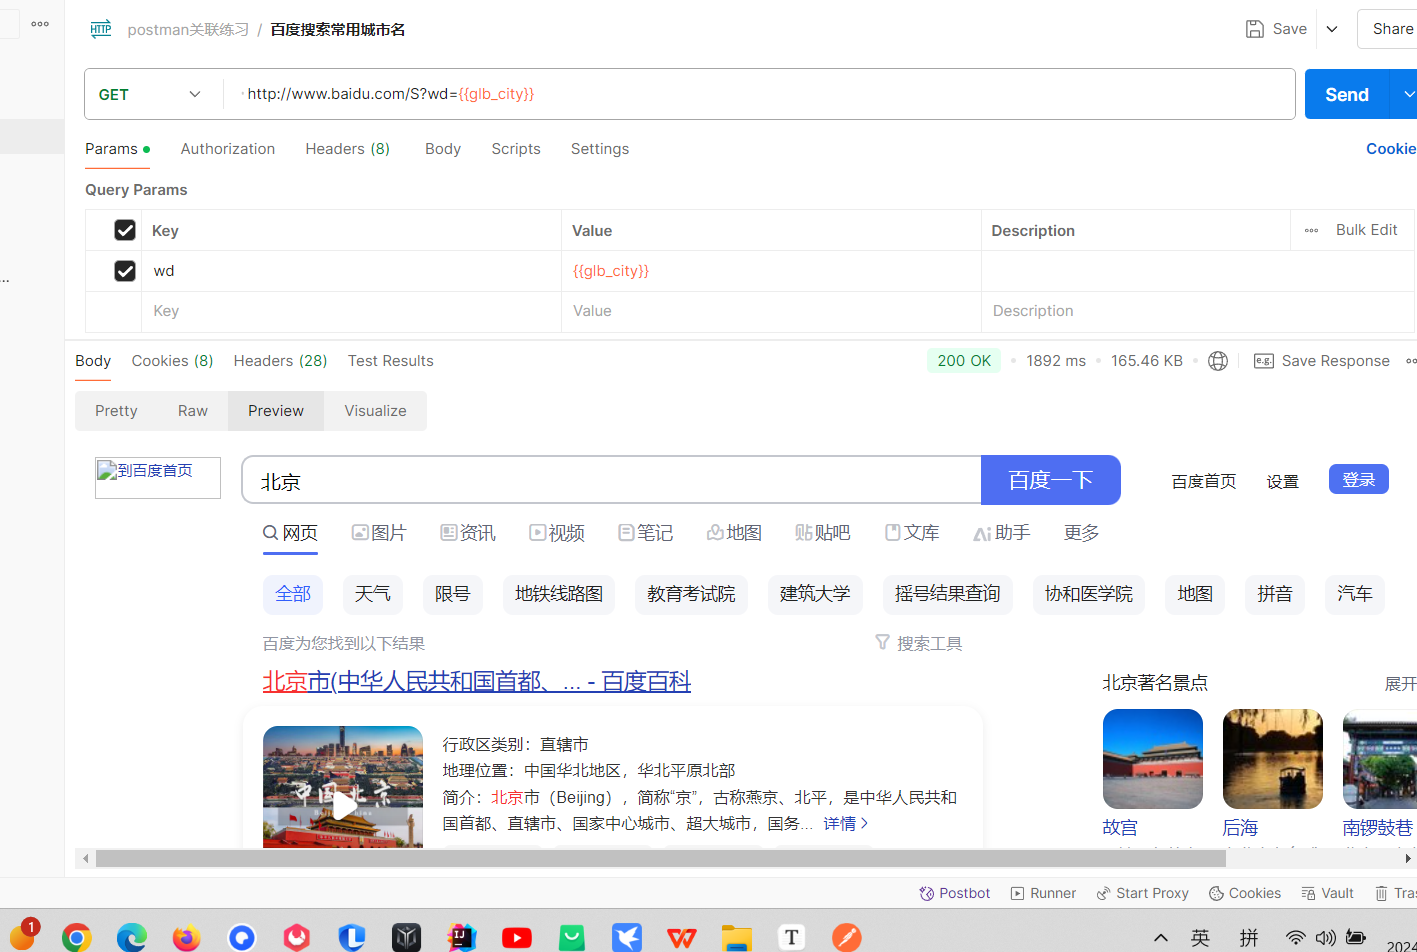 HTTP postman关联练习 / 百度搜索常用城市名 Save Share
GET http://www.baidu.com/S?wd={{glb_city}} Send
Params Authorization Headers (8) Body Scripts Settings Cookie
Query Params
Key Value Description Bulk Edit
wd {{glb_city}}
Key Value Description
Body Cookies (8) Headers (28) Test Results 200 OK 1892 ms 165.46 KB e.g. Save Response
Pretty Raw Preview Visualize
到百度首页 北京 百度一下 百度首页 设置 登录
网页 图片 资讯 视频 笔记 地图 贴贴吧 文库 Ai助手 更多
全部 天气 限号 地铁线路图 教育考试院 建筑大学 摇号结果查询 协和医学院 地图 拼音 汽车
百度为您找到以下结果 搜索工具
北京市(中华人民共和国首都、... - 百度百科
北京著名景点 展开
中国北京
行政区类别：直辖市
地理位置：中国华北地区，华北平原北部
简介：北京市（Beijing），简称“京”，古称燕京、北平，是中华人民共和
国首都、直辖市、国家中心城市、超大城市，国务... 详情
故宫 后海 南锣鼓巷
Postbot Runner Start Proxy Cookies Vault Tras
1 IJ W T 英 拼 2024